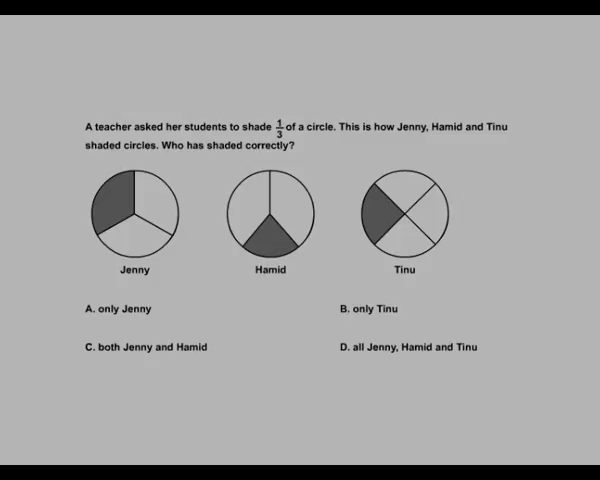 A teacher asked her students to shade 1/3 of a circle. This is how Jenny, Hamid and Tinu
shaded circles. Who has shaded correctly?
Jenny Hamid Tinu
A. only Jenny B. only Tinu
C. both Jenny and Hamid D. all Jenny, Hamid and Tinu